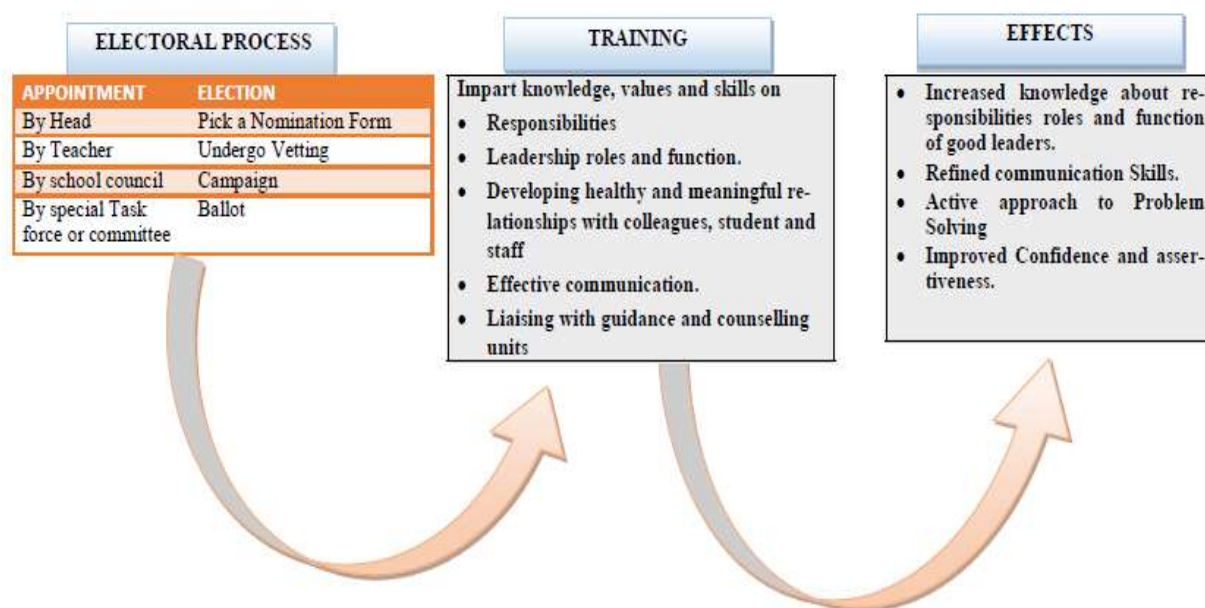 ELECTORAL PROCESS
APPOINTMENT ELECTION
By Head Pick a Nomination Form
By Teacher Undergo Vetting
By school council Campaign
By special Task Ballot
force or committee
TRAINING
Impart knowledge, values and skills on
• Responsibilities
• Leadership roles and function.
• Developing healthy and meaningful re-
lationships with colleagues, student and
staff
• Effective communication.
• Liaising with guidance and counselling
units
EFFECTS
• Increased knowledge about re-
sponsibilities roles and function
of good leaders.
• Refined communication Skills.
• Active approach to Problem
Solving
• Improved Confidence and asser-
tiveness.